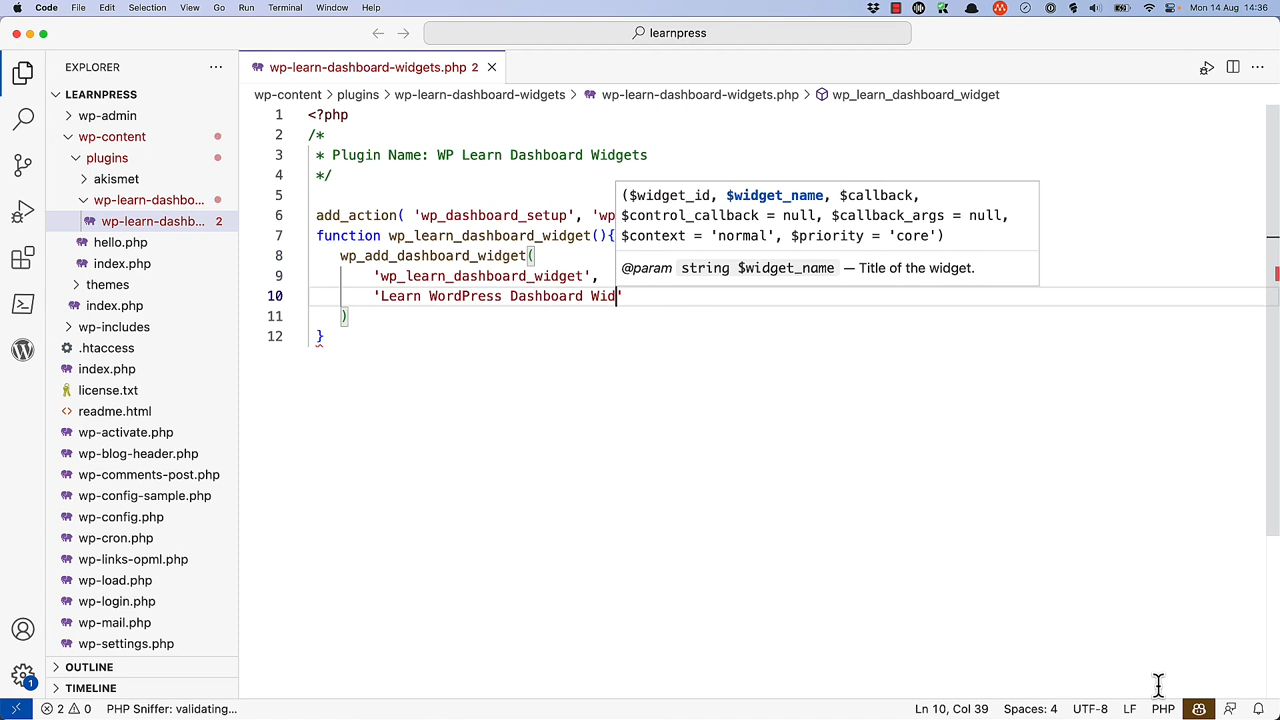 Code File Edit Selection View Go Run Terminal Window Help Mon 14 Aug 14:36
learnpress
EXPLORER
wp-learn-dashboard-widgets.php 2
LEARNPRESS
wp-content > plugins > wp-learn-dashboard-widgets > wp-learn-dashboard-widgets.php > wp_learn_dashboard_widget
wp-admin
wp-content
plugins
akismet
wp-learn-dashbo...
wp-learn-dashb... 2
hello.php
index.php
themes
index.php
wp-includes
.htaccess
index.php
license.txt
readme.html
wp-activate.php
wp-blog-header.php
wp-comments-post.php
wp-config-sample.php
wp-config.php
wp-cron.php
wp-links-opml.php
wp-load.php
wp-login.php
wp-mail.php
wp-settings.php
OUTLINE
TIMELINE
1 <?php
2 /*
3 * Plugin Name: WP Learn Dashboard Widgets
4 */
5
6 add_action( 'wp_dashboard_setup', 'wp
7 function wp_learn_dashboard_widget(){
8 wp_add_dashboard_widget(
9 'wp_learn_dashboard_widget',
10 'Learn WordPress Dashboard Wid'
11 )
12 }
($widget_id, $widget_name, $callback,
$control_callback = null, $callback_args = null,
$context = 'normal', $priority = 'core')
@param string $widget_name — Title of the widget.
1
2 0 PHP Sniffer: validating... Ln 10, Col 39 Spaces: 4 UTF-8 LF PHP